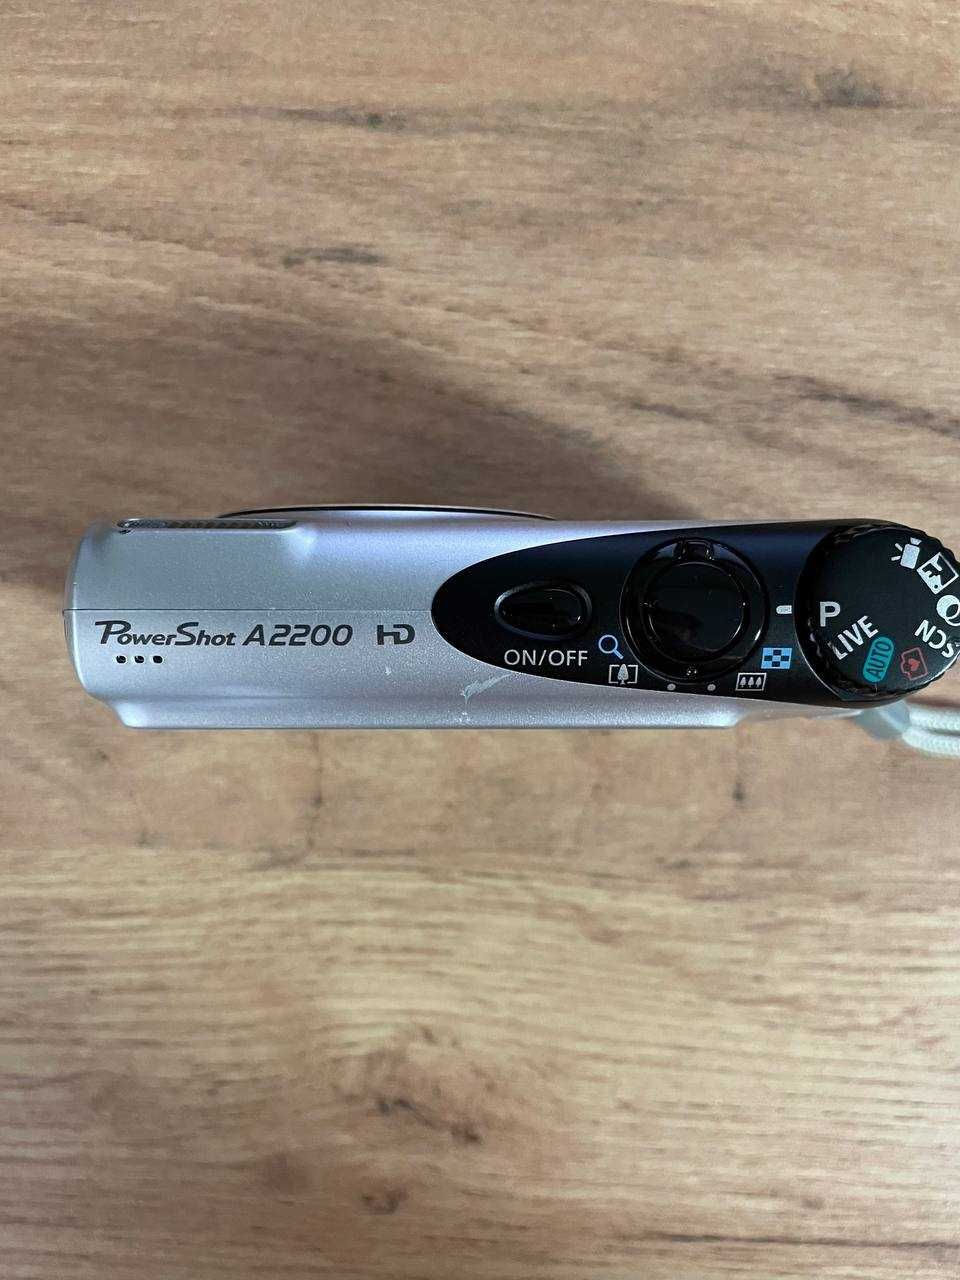 PowerShot A2200 HD
ON/OFF
P
LIVE
AUTO
SCN